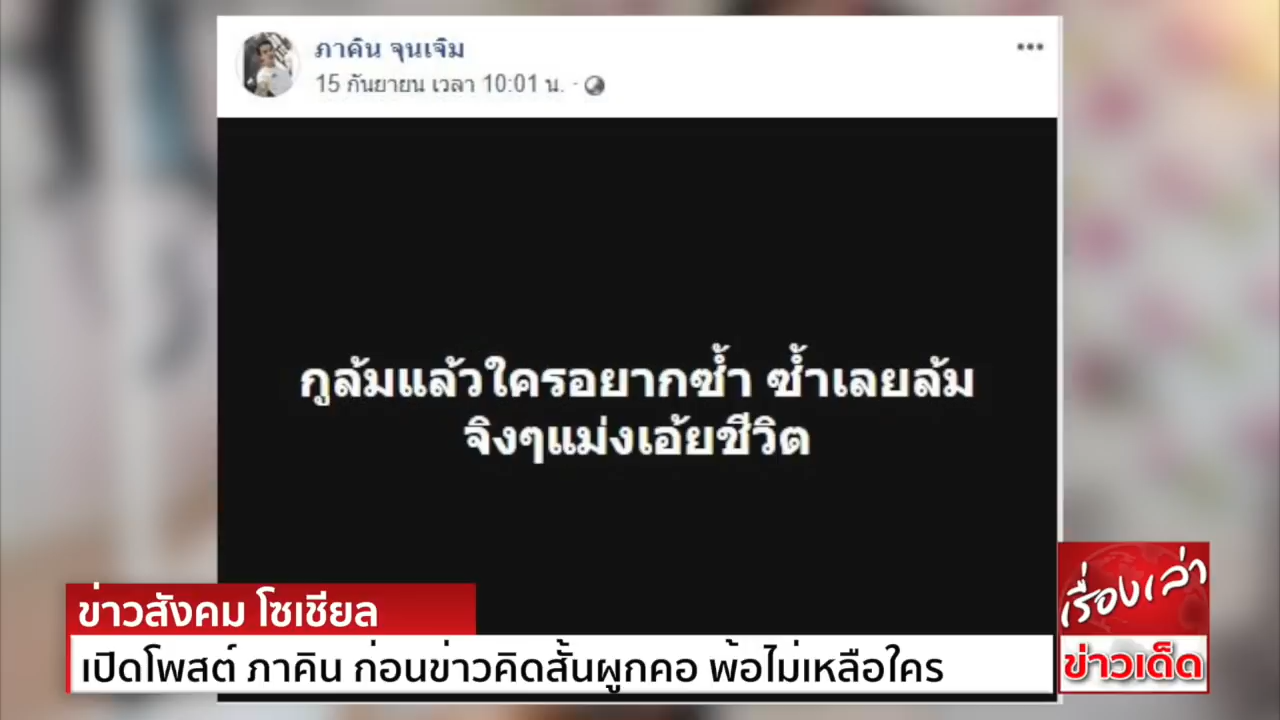 ภาคิน จุนเจิม
15 กันยายน เวลา 10:01 น. ·
กูล้มแล้วใครอยากซ้ำ ซ้ำเลยล้ม
จิงๆแม่งเอ้ยชีวิต
ข่าวสังคม โซเชียล
เปิดโพสต์ ภาคิน ก่อนข่าวคิดสั้นผูกคอ พ้อไม่เหลือใคร
เรื่องเล่า
ข่าวเด็ด